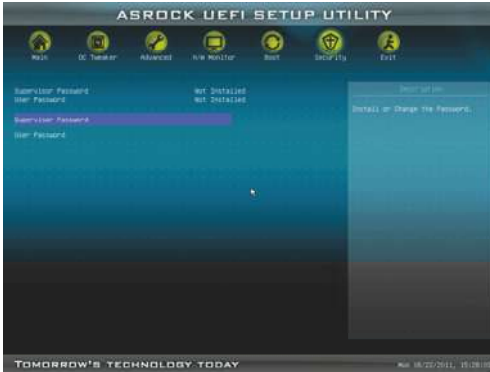 ASROCK UEFI SETUP UTILITY
Main OC Tweaker Advanced H/W Monitor Boot Security Exit
Supervisor Password Not Installed
User Password Not Installed
Supervisor Password
User Password
Description
Install or Change the Password.
TOMORROW'S TECHNOLOGY TODAY
Mon